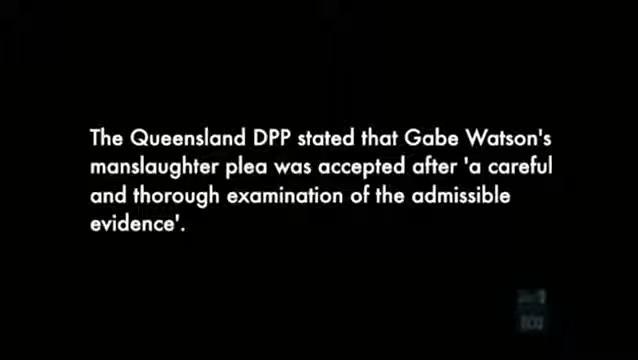 The Queensland DPP stated that Gabe Watson's
manslaughter plea was accepted after 'a careful
and thorough examination of the admissible
evidence'.